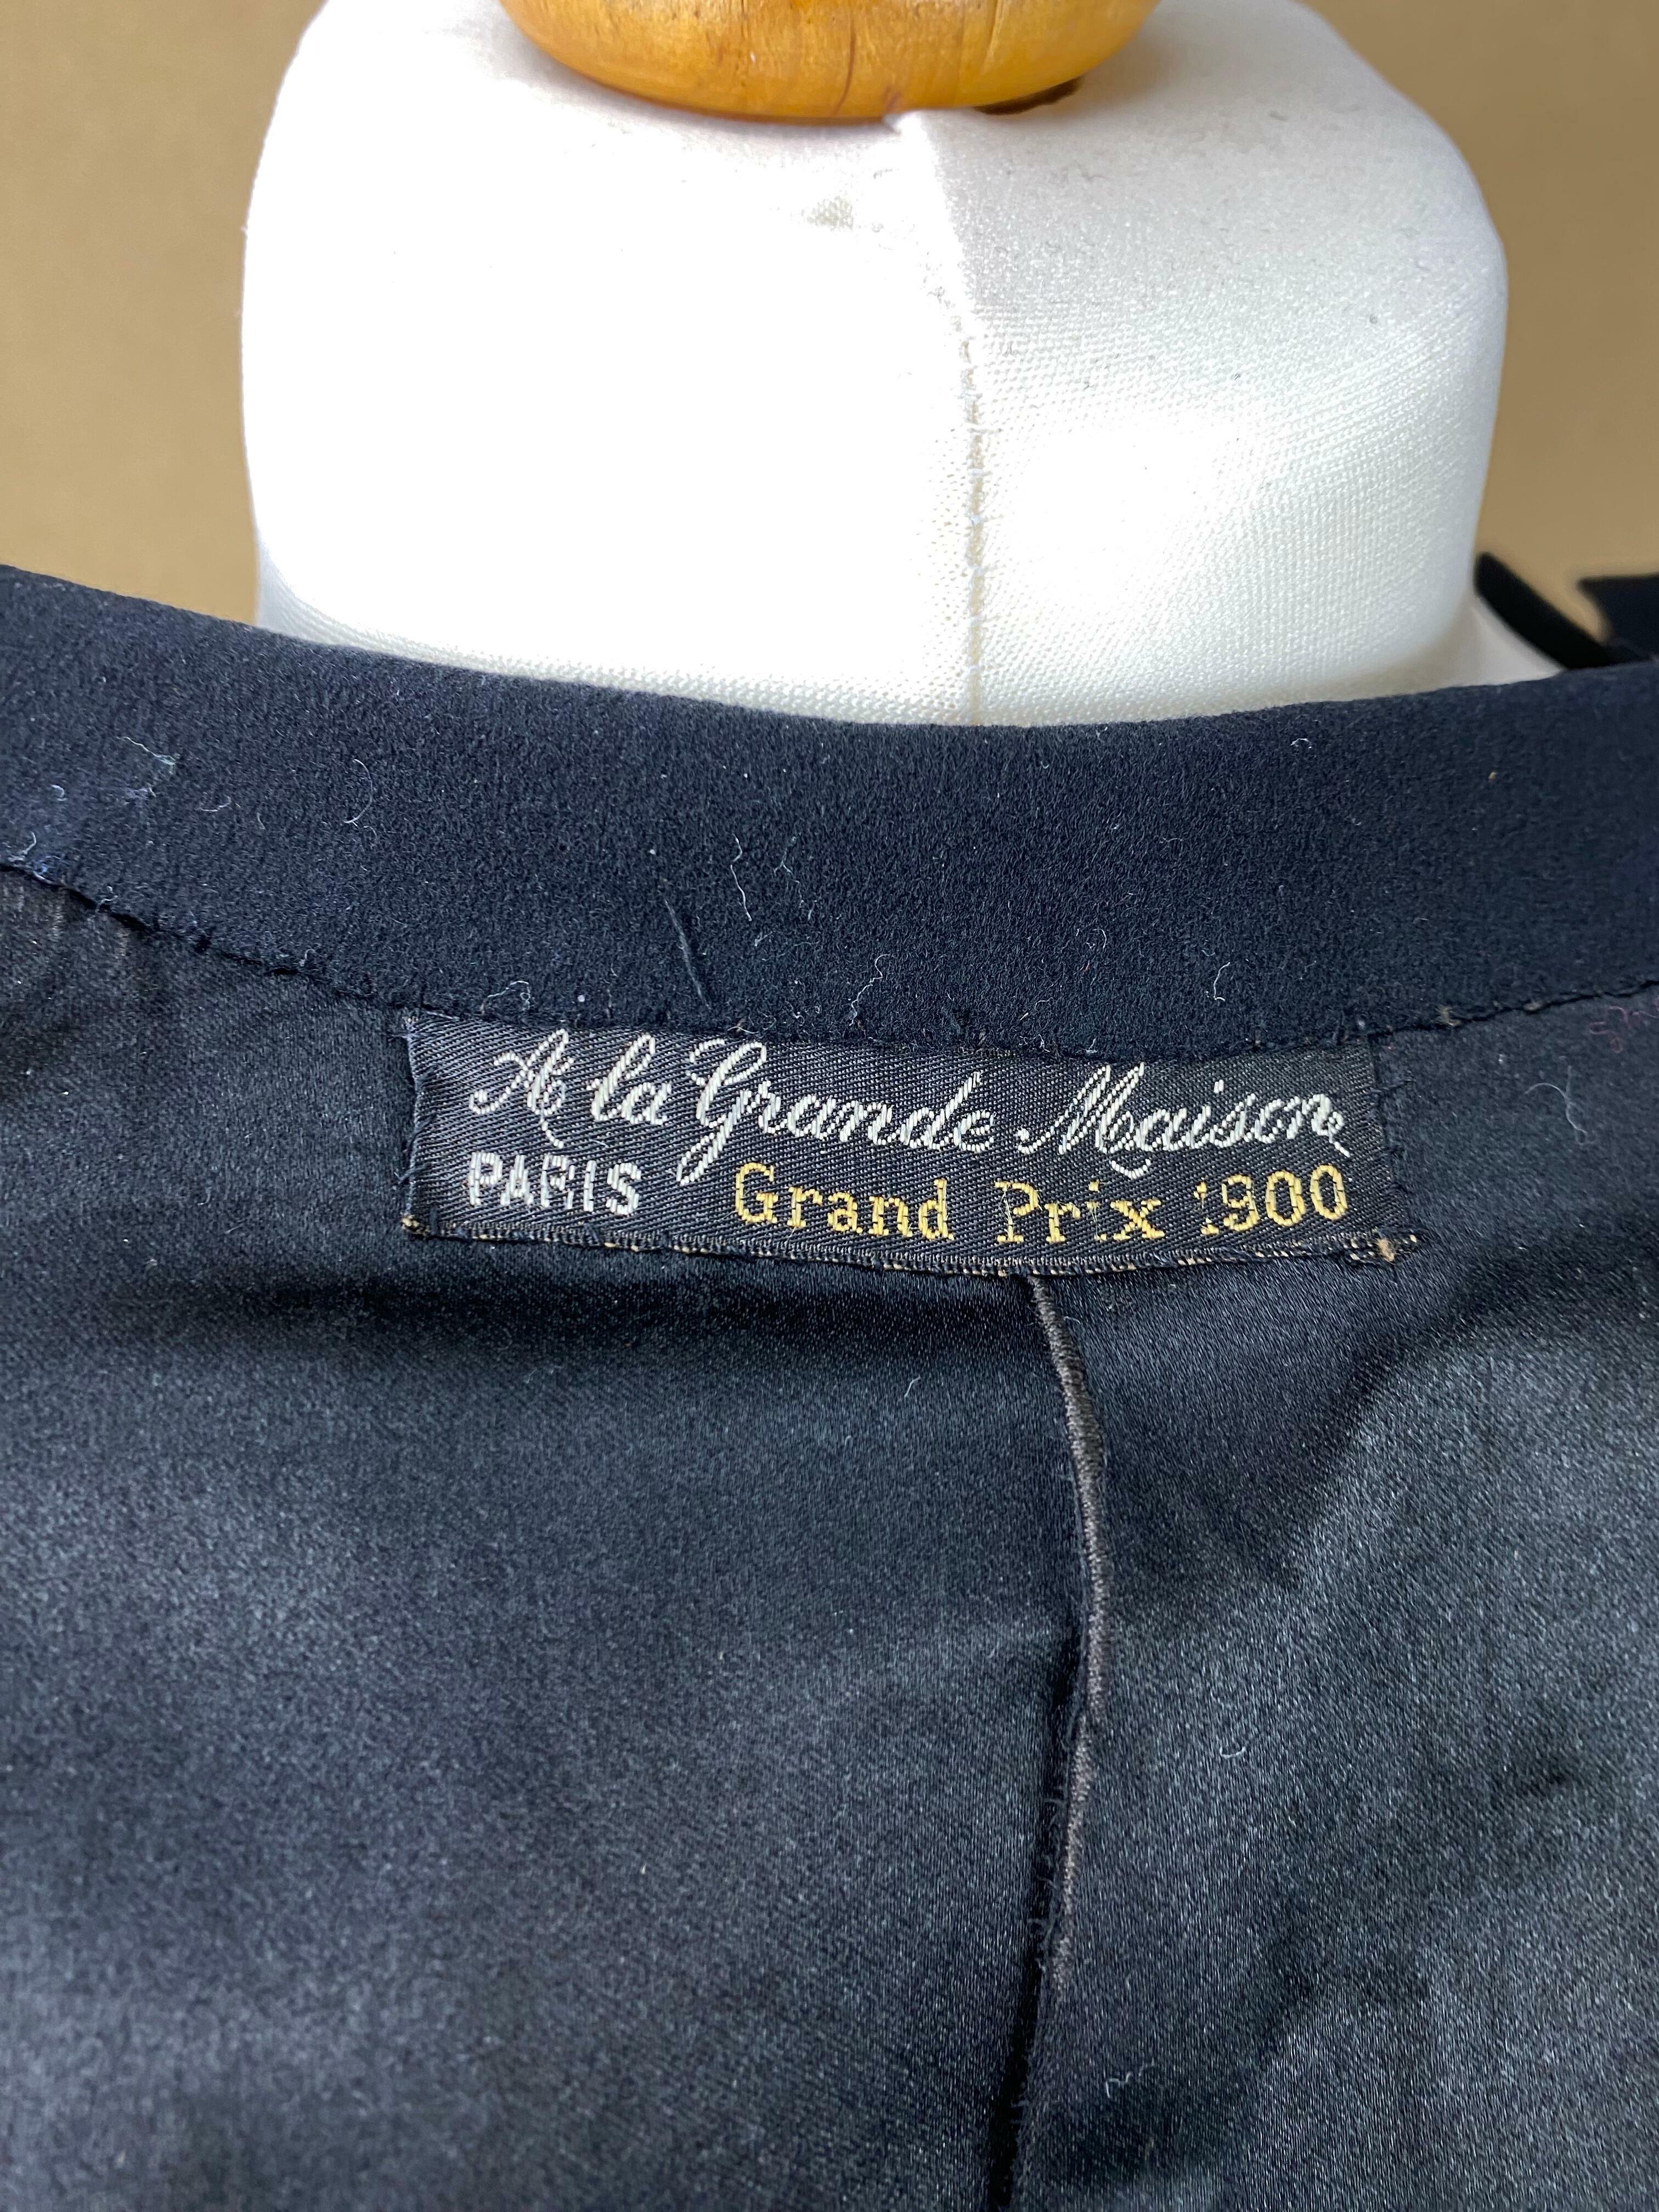 A la Grande Maison
PARIS Grand Prix 1900